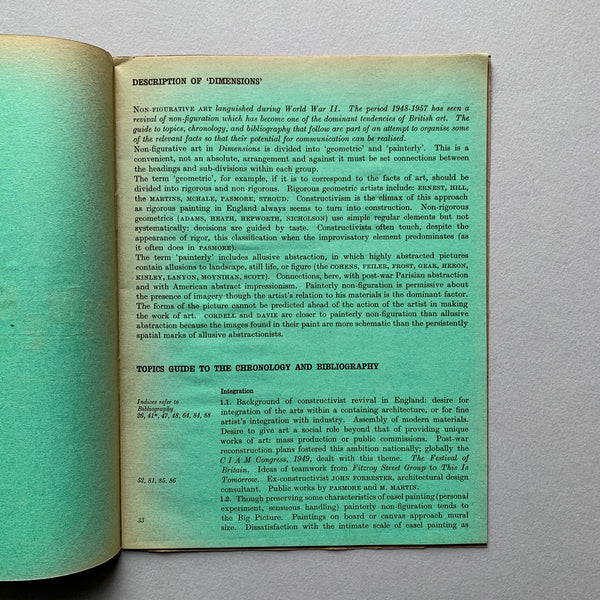 DESCRIPTION OF 'DIMENSIONS'
NON-FIGURATIVE ART languished during World War II. The period 1948-1957 has seen a
revival of non-figuration which has become one of the dominant tendencies of British art. The
guide to topics, chronology, and bibliography that follow are part of an attempt to organise some
of the relevant facts so that their potential for communication can be realised.
Non-figurative art in Dimensions is divided into 'geometric' and 'painterly'. This is a
convenient, not an absolute, arrangement and against it must be set connections between
the headings and sub-divisions within each group.
The term 'geometric', for example, if it is to correspond to the facts of art, should be
divided into rigorous and non-rigorous. Rigorous geometric artists include: ERNEST, HILL,
the MARTINS, MCHALE, PASMORE, STROUD. Constructivism is the climax of this approach
as rigorous painting in England always seems to turn into construction. Non-rigorous
geometrics (ADAMS, HEATH, HEPWORTH, NICHOLSON) use simple regular elements but not
systematically: decisions are guided by taste. Constructivists often touch, despite the
appearance of rigor, this classification when the improvisatory element predominates (as
it often does in PASMORE).
The term 'painterly' includes allusive abstraction, in which highly abstracted pictures
contain allusions to landscape, still life, or figure (the COHENS, FEILER, FROST, GEAR, HERON,
KINLEY, LANYON, MOYNIHAN, SCOTT). Connections, here, with post-war Parisian abstraction
and with American abstract impressionism. Painterly non-figuration is permissive about
the presence of imagery though the artist's relation to his materials is the dominant factor.
The forms of the picture cannot be predicted ahead of the action of the artist in making
the work of art. CORDELL and DAVIE are closer to painterly non-figuration than allusive
abstraction because the images found in their paint are more schematic than the persistently
spatial marks of allusive abstractionists.
TOPICS GUIDE TO THE CHRONOLOGY AND BIBLIOGRAPHY
Integration
Indices refer to
Bibliography
26, 41*, 47, 48, 64, 84, 88
1.1. Background of constructivist revival in England: desire for
integration of the arts within a containing architecture, or for fine
artist's integration with industry. Assembly of modern materials.
Desire to give art a social role beyond that of providing unique
works of art: mass production or public commissions. Post-war
reconstruction plans fostered this ambition nationally; globally the
C I A M Congress, 1949, dealt with this theme. The Festival of
Britain. Ideas of teamwork from Fitzroy Street Group to This Is
52, 81, 85, 86
Tomorrow. Ex-constructivist JOHN FORRESTER, architectural design
consultant. Public works by PASMORE and M. MARTIN.
1.2. Though preserving some characteristics of easel painting (personal
experience, sensuous handling) painterly non-figuration tends to
33
the Big Picture. Paintings on board or canvas approach mural
size. Dissatisfaction with the intimate scale of easel painting as